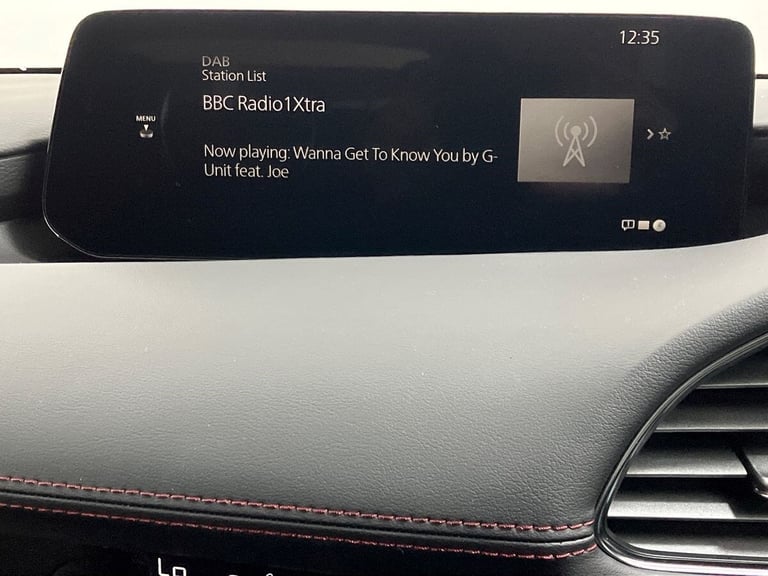 12:35
DAB
Station List
BBC Radio1Xtra
MENU
Now playing: Wanna Get To Know You by G-
Unit feat. Joe
Lo